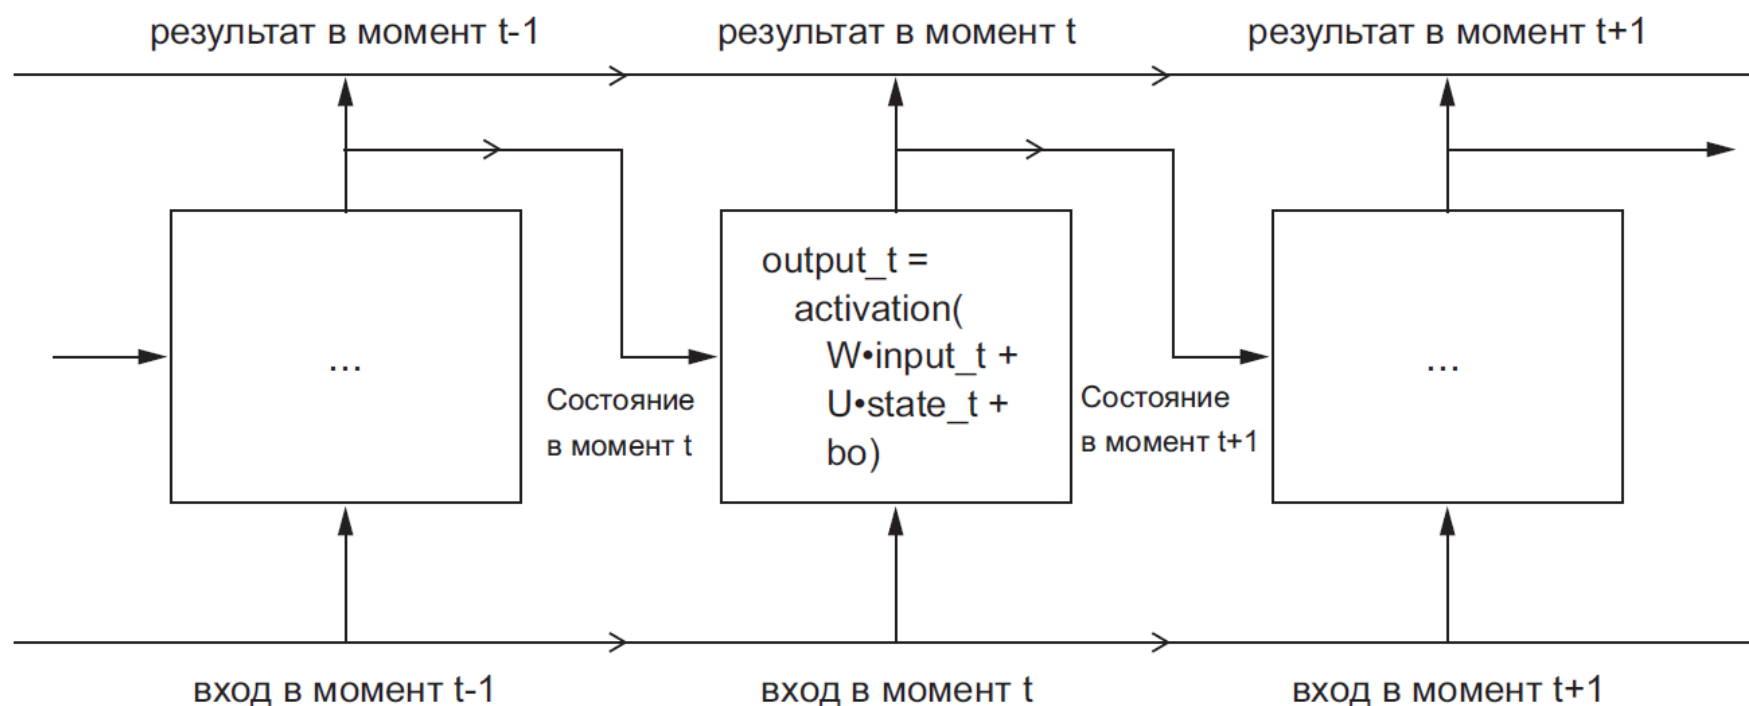 результат в момент t-1
результат в момент t
результат в момент t+1
output_t =
activation(
W•input_t +
U•state_t +
bo)
...
...
Состояние
в момент t
Состояние
в момент t+1
вход в момент t-1
вход в момент t
вход в момент t+1